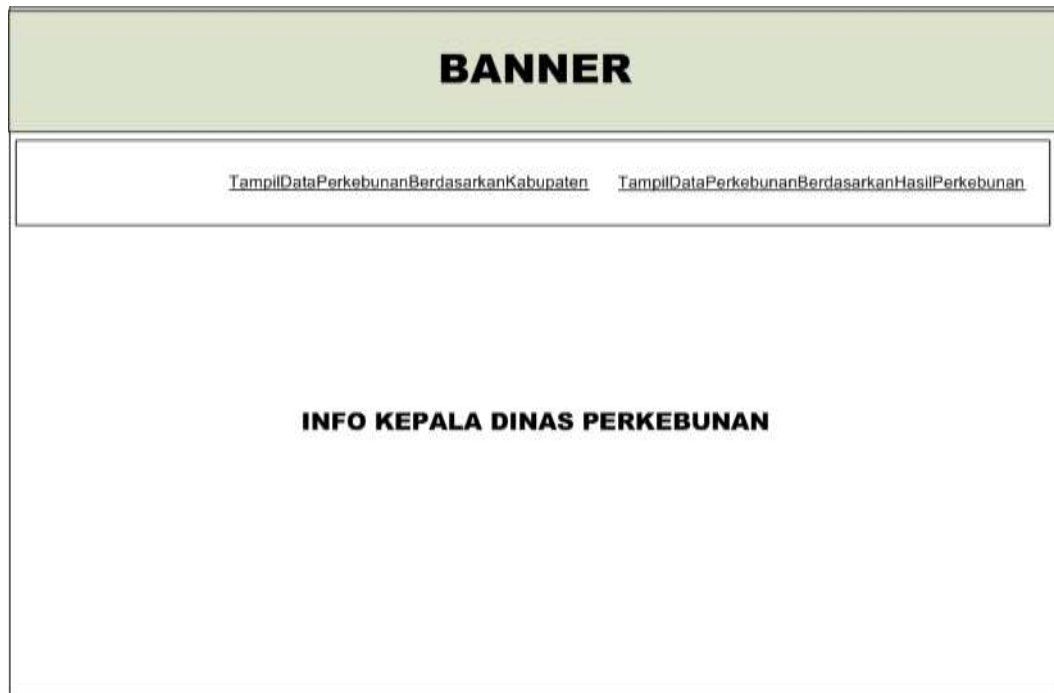 BANNER
TampilDataPerkebunanBerdasarkanKabupaten TampilDataPerkebunanBerdasarkanHasilPerkebunan
INFO KEPALA DINAS PERKEBUNAN